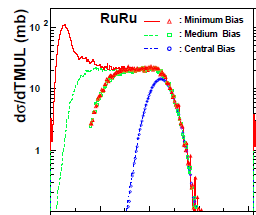 RuRu
: Minimum Bias
: Medium Bias
: Central Bias
dσ/dTMUL (mb)
10²
10
1